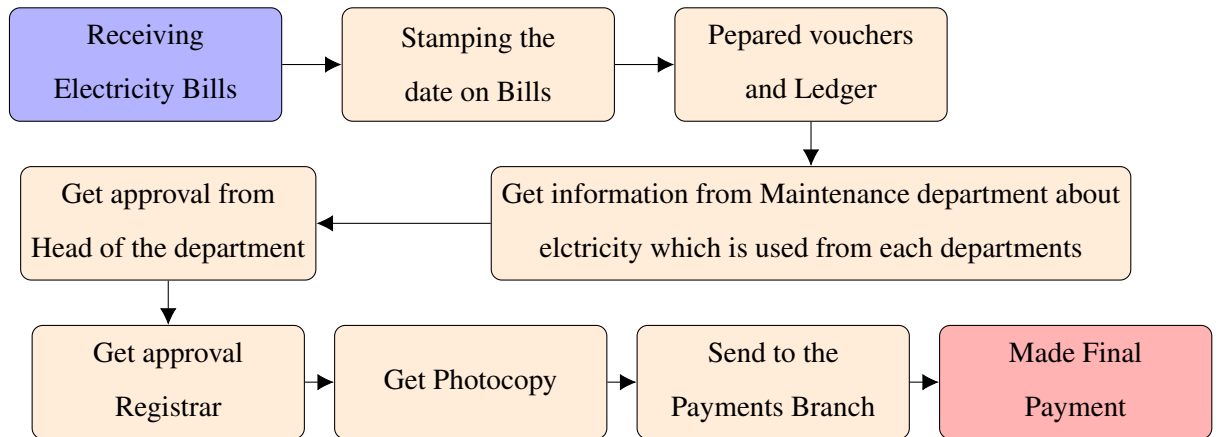 Receiving
Electricity Bills
Stamping the
date on Bills
Pepared vouchers
and Ledger
Get information from Maintenance department about
elctricity which is used from each departments
Get approval from
Head of the department
Get approval
Registrar
Get Photocopy
Send to the
Payments Branch
Made Final
Payment